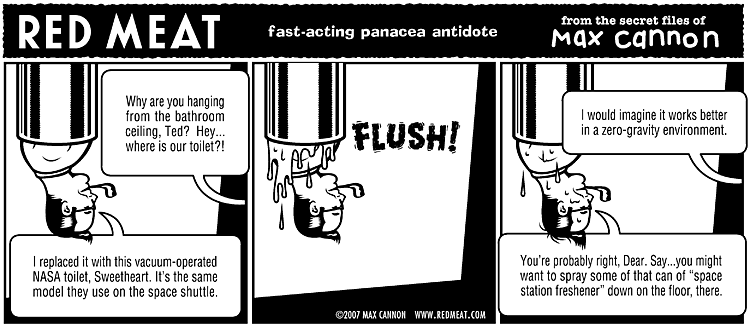 RED MEAT
fast-acting panacea antidote
from the secret files of
Max cannon
Why are you hanging
from the bathroom
ceiling, Ted?  Hey...
where is our toilet?!
I replaced it with this vacuum-operated
NASA toilet, Sweetheart. It's the same
model they use on the space shuttle.
FLUSH!
©2007 MAX CANNON   WWW.REDMEAT.COM
I would imagine it works better
in a zero-gravity environment.
You're probably right, Dear. Say...you might
want to spray some of that can of "space
station freshener" down on the floor, there.